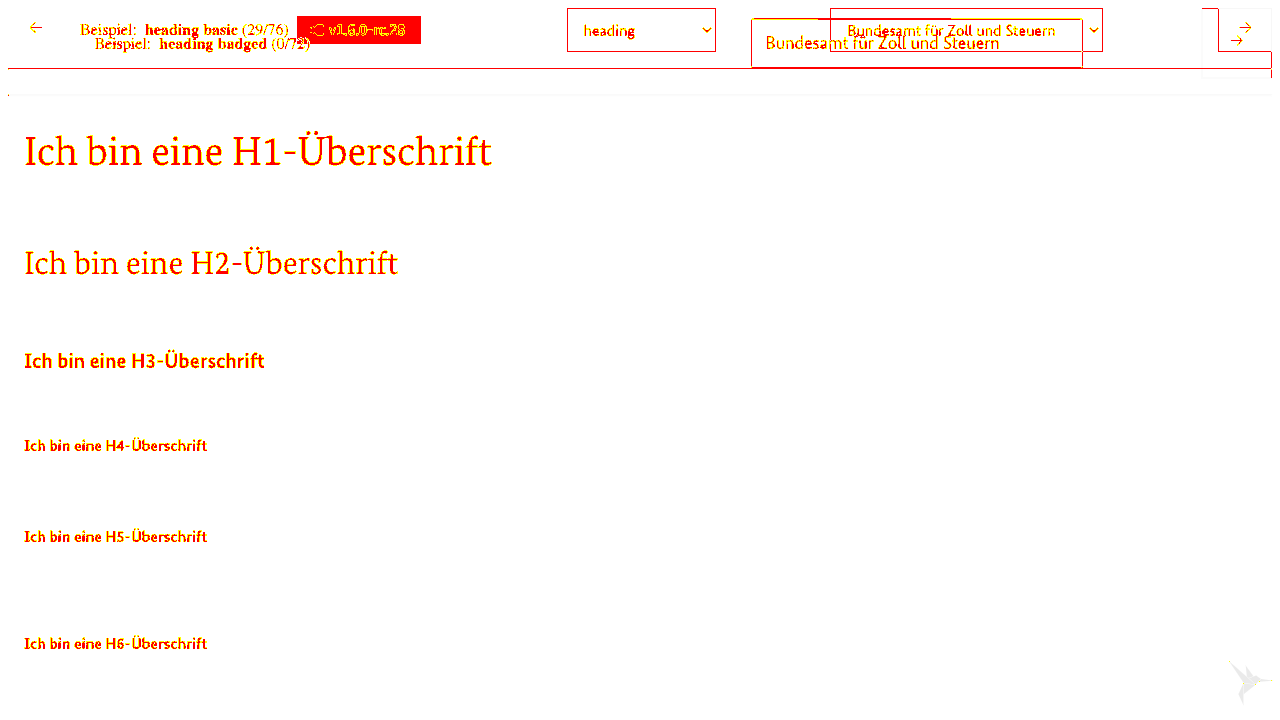 Beispiel: heading basic (29/76) v1.6.0-rc.28
Beispiel: heading badged (0/72)
heading
Bundesamt für Zoll und Steuern
Bundesamt für Zoll und Steuern
Ich bin eine H1-Überschrift
Ich bin eine H2-Überschrift
Ich bin eine H3-Überschrift
Ich bin eine H4-Überschrift
Ich bin eine H5-Überschrift
Ich bin eine H6-Überschrift